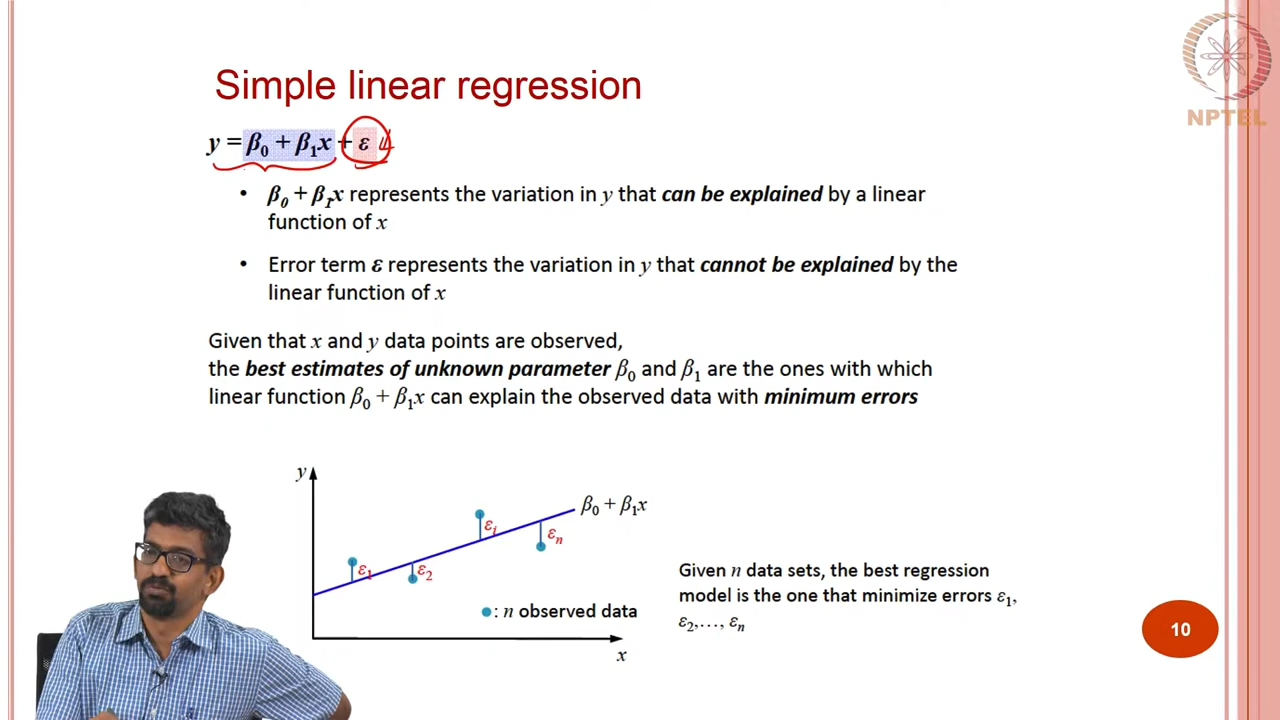 NPTEL
Simple linear regression
y = β₀ + β₁x + ε
• β₀ + β₁x represents the variation in y that can be explained by a linear
function of x
• Error term ε represents the variation in y that cannot be explained by the
linear function of x
Given that x and y data points are observed,
the best estimates of unknown parameter β₀ and β₁ are the ones with which
linear function β₀ + β₁x can explain the observed data with minimum errors
y
β₀ + β₁x
ε₁
ε₂
εᵢ
εₙ
: n observed data
x
Given n data sets, the best regression
model is the one that minimize errors ε₁,
ε₂,…, εₙ
10